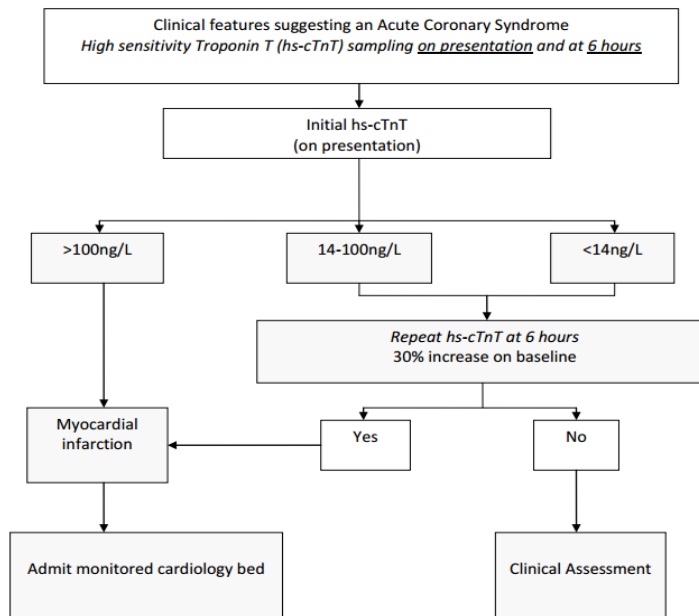 Clinical features suggesting an Acute Coronary Syndrome
High sensitivity Troponin T (hs-cTnT) sampling on presentation and at 6 hours
Initial hs-cTnT
(on presentation)
>100ng/L
14-100ng/L
<14ng/L
Repeat hs-cTnT at 6 hours
30% increase on baseline
Myocardial
infarction
Yes
No
Admit monitored cardiology bed
Clinical Assessment